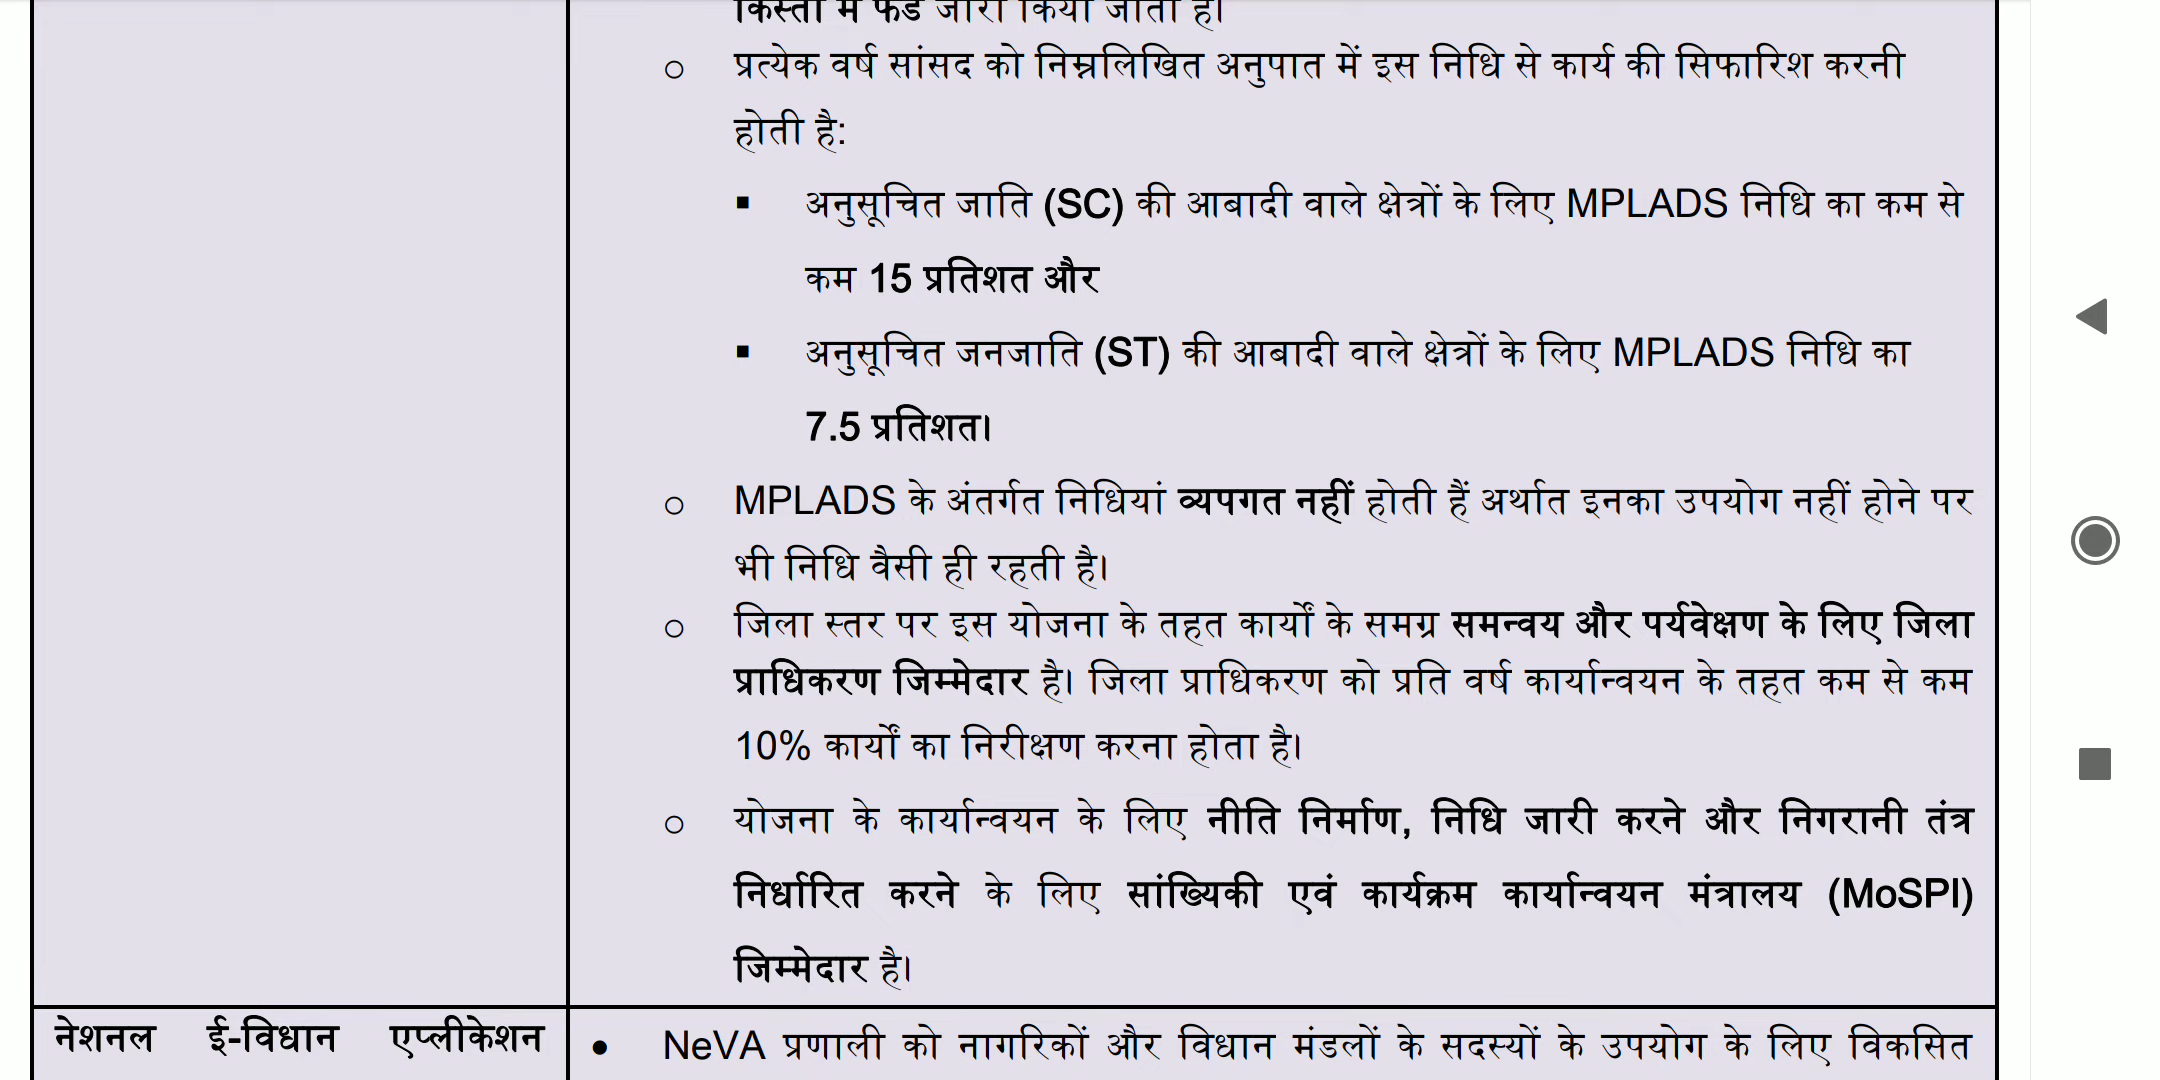 किस्तों में फंड जारी किया जाता है।
प्रत्येक वर्ष सांसद को निम्नलिखित अनुपात में इस निधि से कार्य की सिफारिश करनी
होती है:
अनुसूचित जाति (SC) की आबादी वाले क्षेत्रों के लिए MPLADS निधि का कम से
कम 15 प्रतिशत और
अनुसूचित जनजाति (ST) की आबादी वाले क्षेत्रों के लिए MPLADS निधि का
7.5 प्रतिशत।
MPLADS के अंतर्गत निधियां व्यपगत नहीं होती हैं अर्थात इनका उपयोग नहीं होने पर
भी निधि वैसी ही रहती है।
जिला स्तर पर इस योजना के तहत कार्यों के समग्र समन्वय और पर्यवेक्षण के लिए जिला
प्राधिकरण जिम्मेदार है। जिला प्राधिकरण को प्रति वर्ष कार्यान्वयन के तहत कम से कम
10% कार्यों का निरीक्षण करना होता है।
योजना के कार्यान्वयन के लिए नीति निर्माण, निधि जारी करने और निगरानी तंत्र
निर्धारित करने के लिए सांख्यिकी एवं कार्यक्रम कार्यान्वयन मंत्रालय (MoSPI)
जिम्मेदार है।
नेशनल ई-विधान एप्लीकेशन
NeVA प्रणाली को नागरिकों और विधान मंडलों के सदस्यों के उपयोग के लिए विकसित